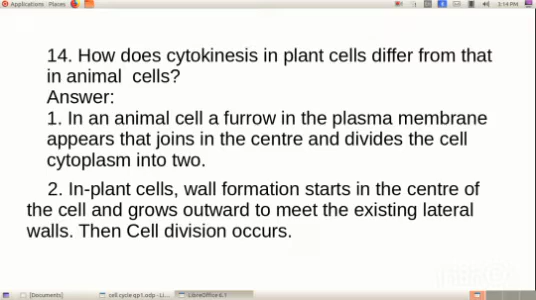 Applications Places
3:14 PM
14. How does cytokinesis in plant cells differ from that
in animal cells?
Answer:
1. In an animal cell a furrow in the plasma membrane
appears that joins in the centre and divides the cell
cytoplasm into two.
2. In-plant cells, wall formation starts in the centre of
the cell and grows outward to meet the existing lateral
walls. Then Cell division occurs.
[Documents] cell cycle qp1.odp - Li... LibreOffice 6.1